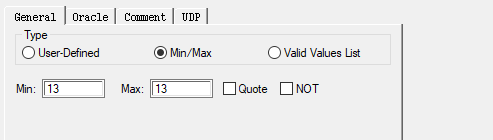 General Oracle Comment UDP
Type
User-Defined Min/Max Valid Values List
Min: 13 Max: 13 Quote NOT